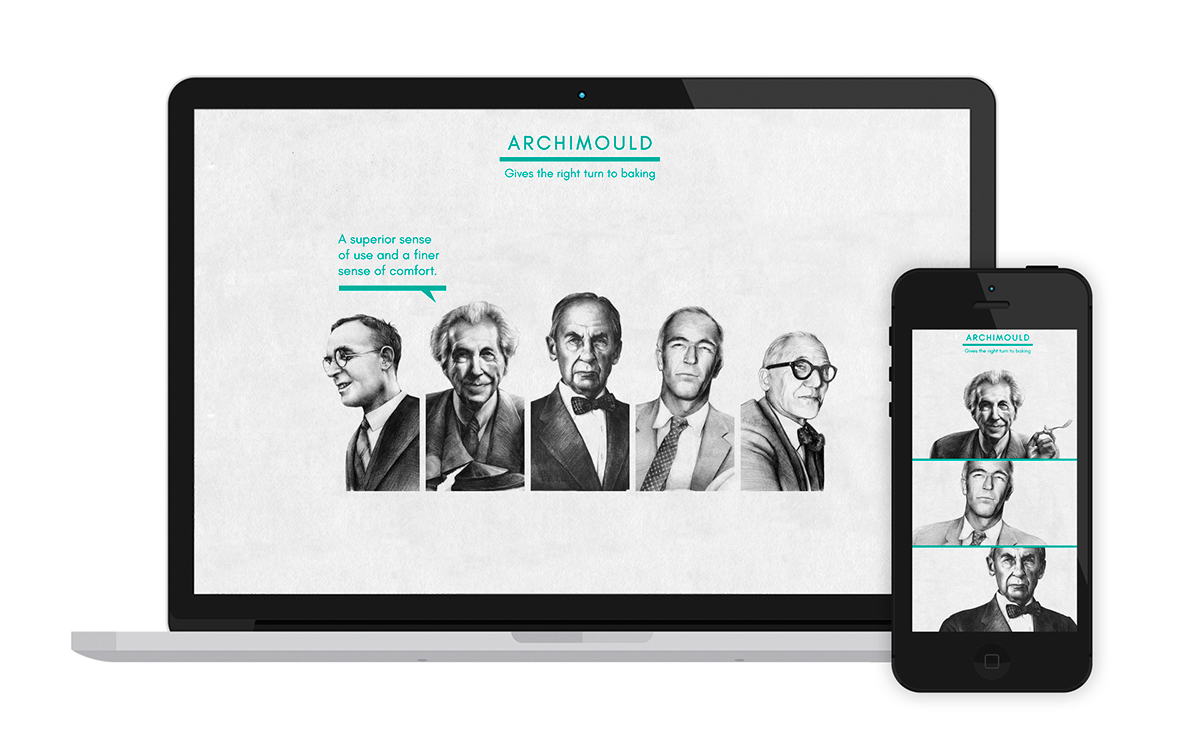 ARCHIMOULD
Gives the right turn to baking
A superior sense
of use and a finer
sense of comfort.
ARCHIMOULD
Gives the right turn to baking